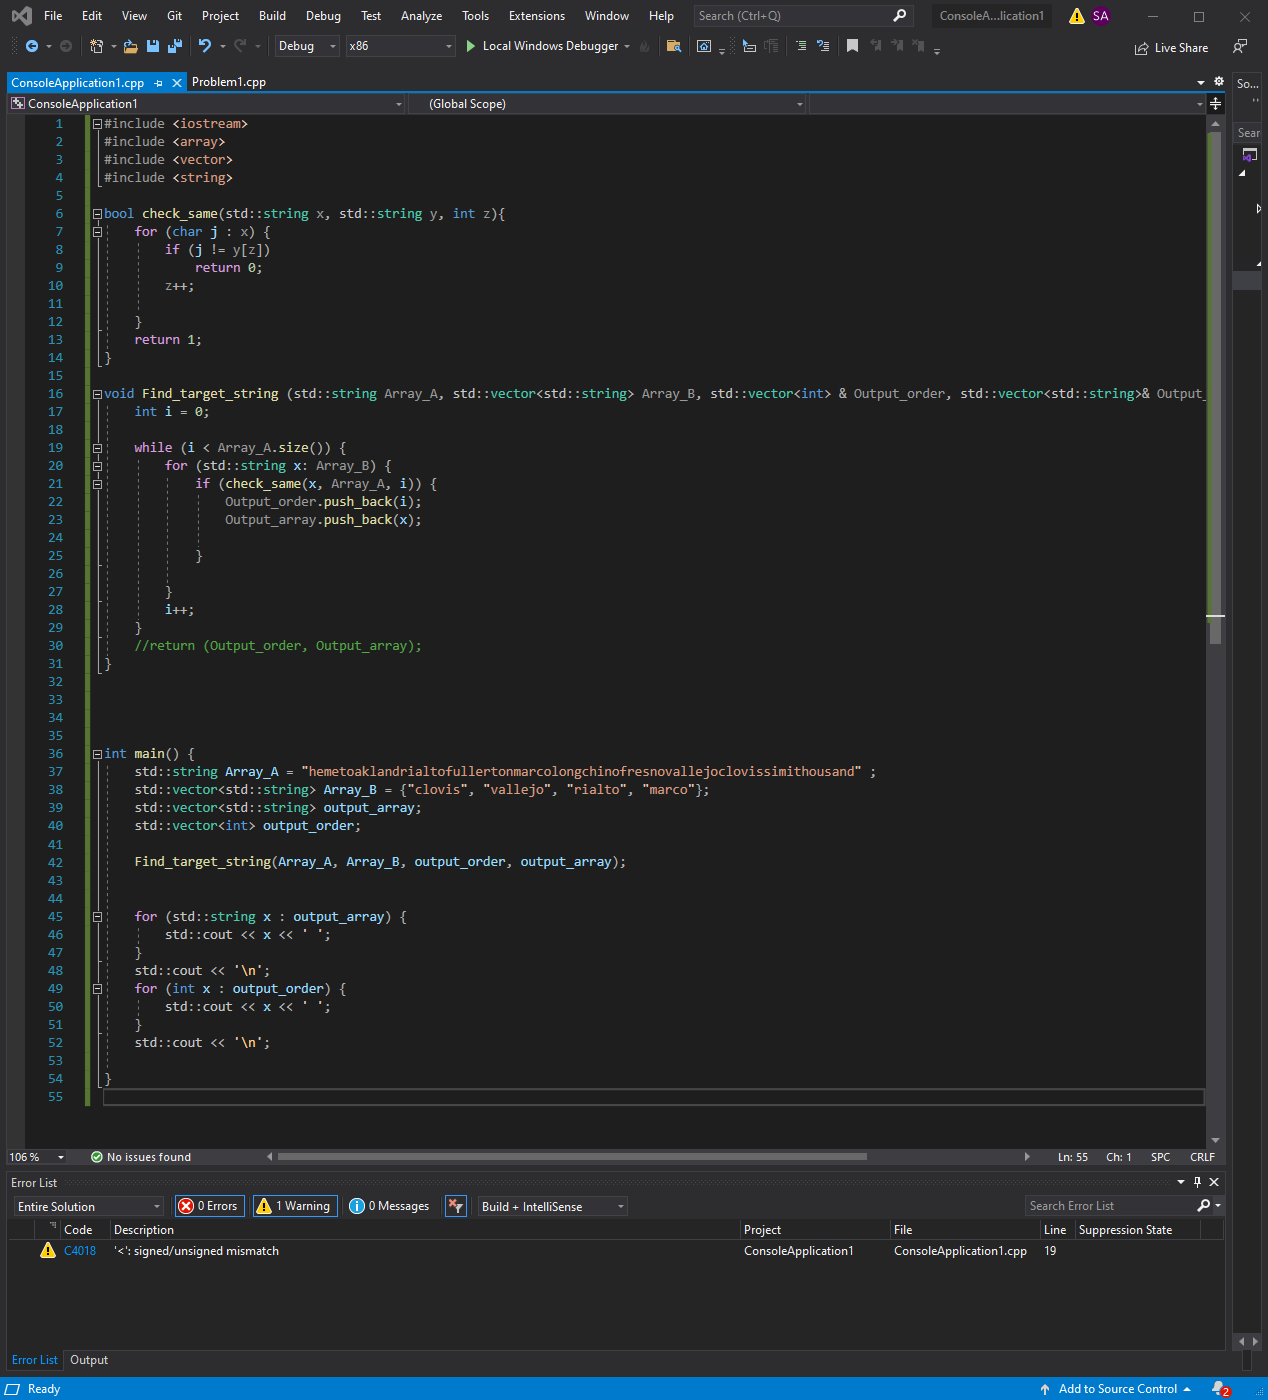 File Edit View Git Project Build Debug Test Analyze Tools Extensions Window Help Search (Ctrl+Q) ConsoleA...lication1 SA
Debug x86 Local Windows Debugger Live Share
ConsoleApplication1.cpp Problem1.cpp
So...
ConsoleApplication1 (Global Scope)
Sear
1 #include <iostream>
2 #include <array>
3 #include <vector>
4 #include <string>
5
6 bool check_same(std::string x, std::string y, int z){
7 for (char j : x) {
8 if (j != y[z])
9 return 0;
10 z++;
11
12 }
13 return 1;
14 }
15
16 void Find_target_string (std::string Array_A, std::vector<std::string> Array_B, std::vector<int> & Output_order, std::vector<std::string>& Output_
17 int i = 0;
18
19 while (i < Array_A.size()) {
20 for (std::string x: Array_B) {
21 if (check_same(x, Array_A, i)) {
22 Output_order.push_back(i);
23 Output_array.push_back(x);
24
25 }
26
27 }
28 i++;
29 }
30 //return (Output_order, Output_array);
31 }
32
33
34
35
36 int main() {
37 std::string Array_A = "hemetoaklandrialtofullertonmarcolongchinofresnovallejoclovissimithousand" ;
38 std::vector<std::string> Array_B = {"clovis", "vallejo", "rialto", "marco"};
39 std::vector<std::string> output_array;
40 std::vector<int> output_order;
41
42 Find_target_string(Array_A, Array_B, output_order, output_array);
43
44
45 for (std::string x : output_array) {
46 std::cout << x << ' ';
47 }
48 std::cout << '\n';
49 for (int x : output_order) {
50 std::cout << x << ' ';
51 }
52 std::cout << '\n';
53
54 }
55
106 % No issues found Ln: 55 Ch: 1 SPC CRLF
Error List
Entire Solution 0 Errors 1 Warning 0 Messages Build + IntelliSense Search Error List
Code Description Project File Line Suppression State
C4018 '<': signed/unsigned mismatch ConsoleApplication1 ConsoleApplication1.cpp 19
Error List Output
Ready Add to Source Control 2